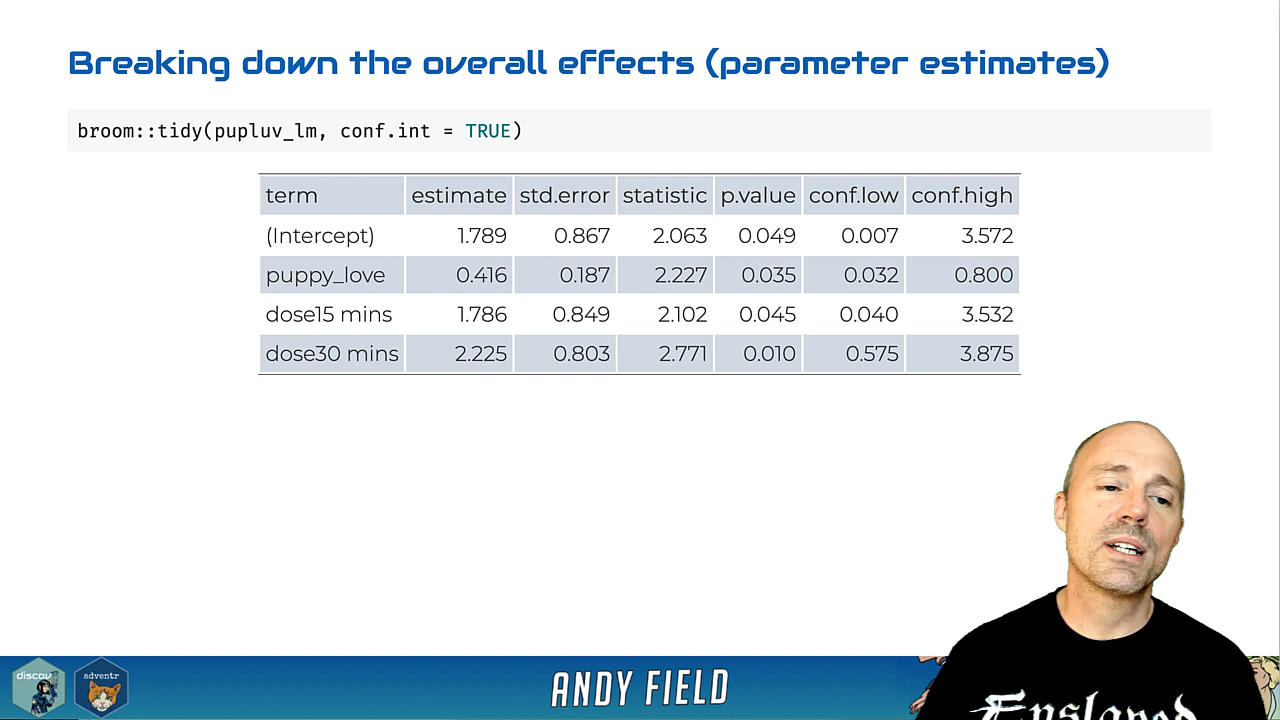 Breaking down the overall effects (parameter estimates)
broom::tidy(pupluv_lm, conf.int = TRUE)
term estimate std.error statistic p.value conf.low conf.high
(Intercept) 1.789 0.867 2.063 0.049 0.007 3.572
puppy_love 0.416 0.187 2.227 0.035 0.032 0.800
dose15 mins 1.786 0.849 2.102 0.045 0.040 3.532
dose30 mins 2.225 0.803 2.771 0.010 0.575 3.875
discov
adventr
ANDY FIELD
Enslaved